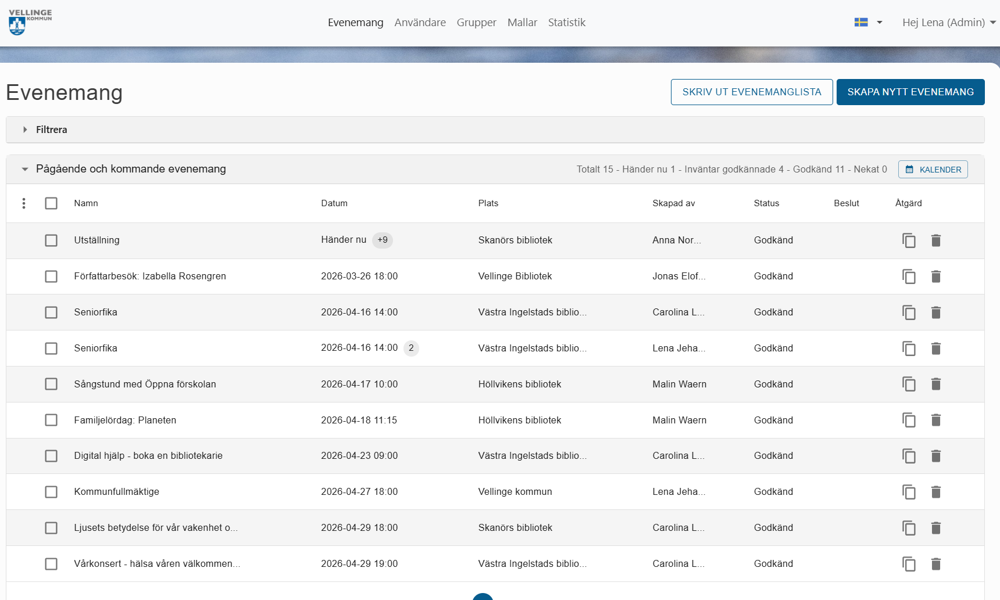 VELLINGE
KOMMUN
Evenemang Användare Grupper Mallar Statistik
Hej Lena (Admin)
Evenemang
SKRIV UT EVENEMANGLISTA
SKAPA NYTT EVENEMANG
Filtrera
Pågående och kommande evenemang
Totalt 15 - Händer nu 1 - Inväntar godkännade 4 - Godkänd 11 - Nekat 0
KALENDER
Namn Datum Plats Skapad av Status Beslut Åtgärd
Utställning Händer nu +9 Skanörs bibliotek Anna Nor... Godkänd
Författarbesök: Izabella Rosengren 2026-03-26 18:00 Vellinge Bibliotek Jonas Elof... Godkänd
Seniorfika 2026-04-16 14:00 Västra Ingelstads biblio... Carolina L... Godkänd
Seniorfika 2026-04-16 14:00 2 Västra Ingelstads biblio... Lena Jeha... Godkänd
Sångstund med Öppna förskolan 2026-04-17 10:00 Höllvikens bibliotek Malin Waern Godkänd
Familjelördag: Planeten 2026-04-18 11:15 Höllvikens bibliotek Malin Waern Godkänd
Digital hjälp - boka en bibliotekarie 2026-04-23 09:00 Västra Ingelstads biblio... Carolina L... Godkänd
Kommunfullmäktige 2026-04-27 18:00 Vellinge kommun Lena Jeha... Godkänd
Ljusets betydelse för vår vakenhet o... 2026-04-29 18:00 Skanörs bibliotek Carolina L... Godkänd
Vårkonsert - hälsa våren välkommen... 2026-04-29 19:00 Västra Ingelstads biblio... Carolina L... Godkänd